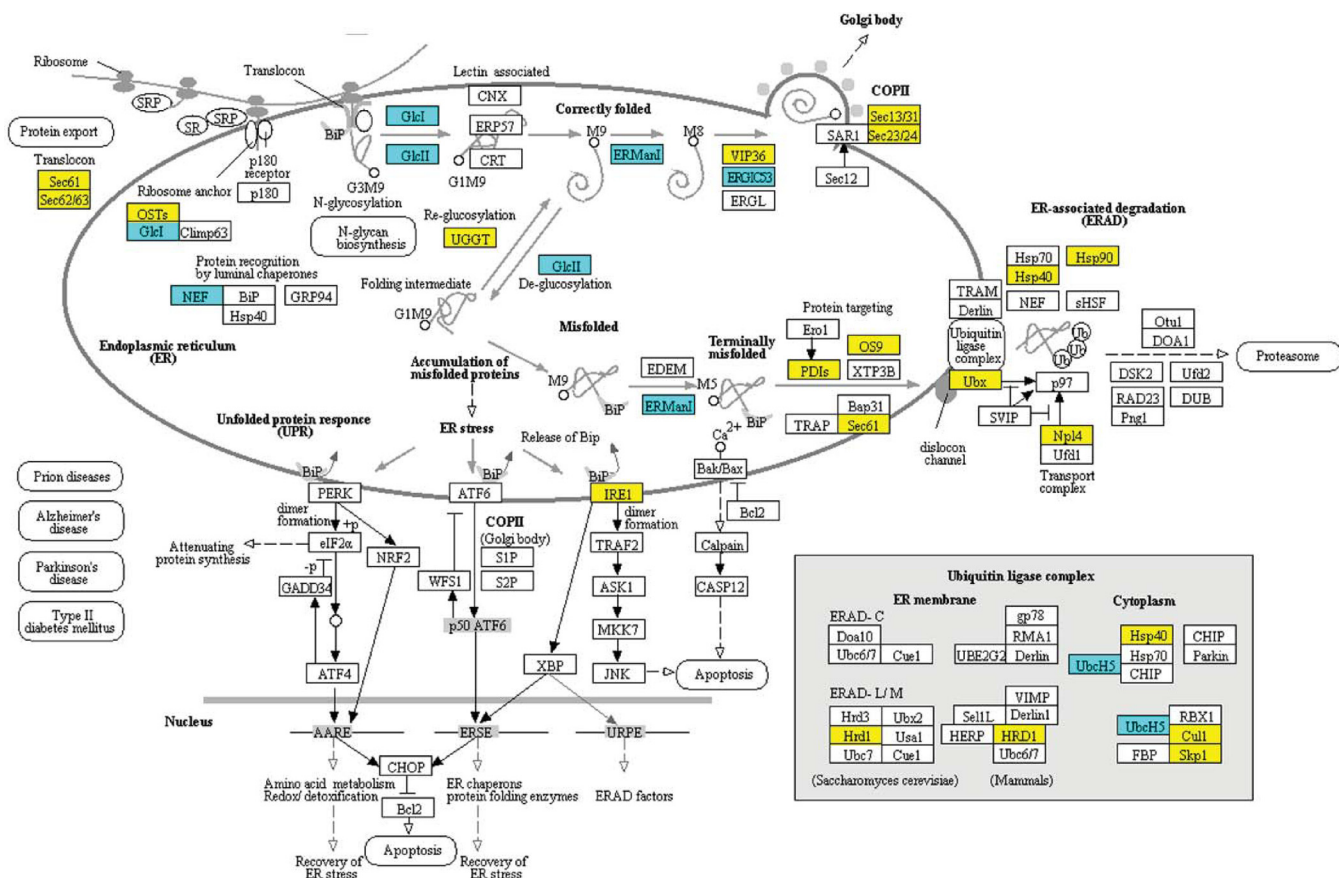 Golgi body
Ribosome
Translocon
Lectin associated
SRP
SR
SRP
BiP
GlcI
GlcII
CNX
ERP57
CRT
G1M9
Correctly folded
M9
M8
ERManI
VIP36
ERGIC53
ERGL
COPII
Sec13/31
SAR1
Sec23/24
Sec12
Protein export
Translocon
Sec61
Sec62/63
Ribosome anchor
p180
receptor
p180
OSTs
GlcI
Climp63
G3M9
N-glycosylation
N-glycan
biosynthesis
Re-glucosylation
UGGT
GlcII
De-glucosylation
Protein recognition
by luminal chaperones
NEF
BiP
GRP94
Hsp40
Folding intermediate
G1M9
Endoplasmic reticulum
(ER)
Misfolded
Accumulation of
misfolded proteins
M9
BiP
EDEM
ERManI
M5
BiP
Terminally
misfolded
Protein targeting
Ero1
PDIs
OS9
XTP3B
Bap31
TRAP
Sec61
ER-associated degradation
(ERAD)
Hsp70
Hsp90
Hsp40
TRAM
Derlin
NEF
sHSF
Ubiquitin
ligase
complex
Ub
Ub
Ub
Otu1
DOA1
Proteasome
Ubx
p97
DSK2
Ufd2
RAD23
DUB
Png1
SVIP
Npl4
Ufd1
Transport
complex
dislocon
channel
Unfolded protein responce
(UPR)
ER stress
Release of Bip
Ca2+
BiP
BiP
BiP
PERK
ATF6
IRE1
Bak/Bax
Bcl2
Prion diseases
Alzheimer's
disease
Parkinson's
disease
Type II
diabetes mellitus
dimer
formation
+p
eIF2α
Attenuating
protein synthesis
-p
GADD34
NRF2
ATF4
COPII
(Golgi body)
S1P
S2P
WFS1
p50 ATF6
dimer
formation
TRAF2
ASK1
MKK7
JNK
XBP
Calpain
CASP12
Apoptosis
Nucleus
AARE
ERSE
URPE
CHOP
Bcl2
Apoptosis
Amino acid metabolism
Redox/ detoxification
ER chaperons
protein folding enzymes
ERAD factors
Recovery of
ER stress
Recovery of
ER stress
Ubiquitin ligase complex
ER membrane
Cytoplasm
ERAD- C
Doa10
Ubc6/7
Cue1
gp78
RMA1
UBE2G2
Derlin
Hsp40
UbcH5
Hsp70
CHIP
CHIP
Parkin
ERAD- L/ M
Hrd3
Ubx2
Hrd1
Usa1
Ubc7
Cue1
VIMP
Sel1L
Derlin1
HERP
HRD1
Ubc6/7
UbcH5
RBX1
Cul1
FBP
Skp1
(Saccharomyces cerevisiae)
(Mammals)